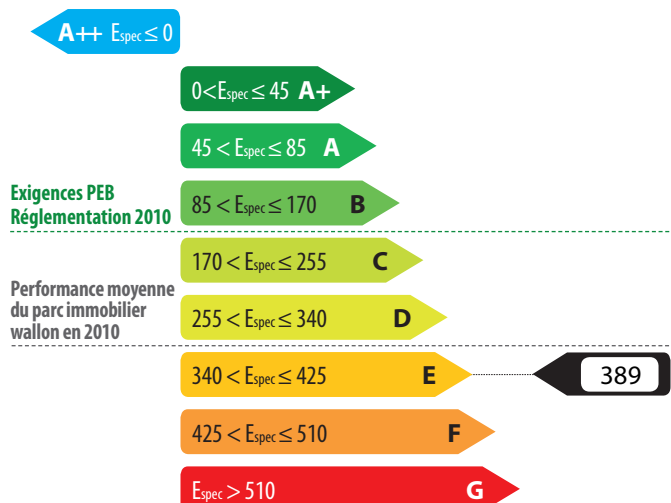 A++ Espec ≤ 0
0<Espec ≤ 45 A+
45 < Espec ≤ 85 A
Exigences PEB
Réglementation 2010
85 < Espec ≤ 170 B
170 < Espec ≤ 255 C
Performance moyenne
du parc immobilier
wallon en 2010
255 < Espec ≤ 340 D
340 < Espec ≤ 425 E
389
425 < Espec ≤ 510 F
Espec > 510 G